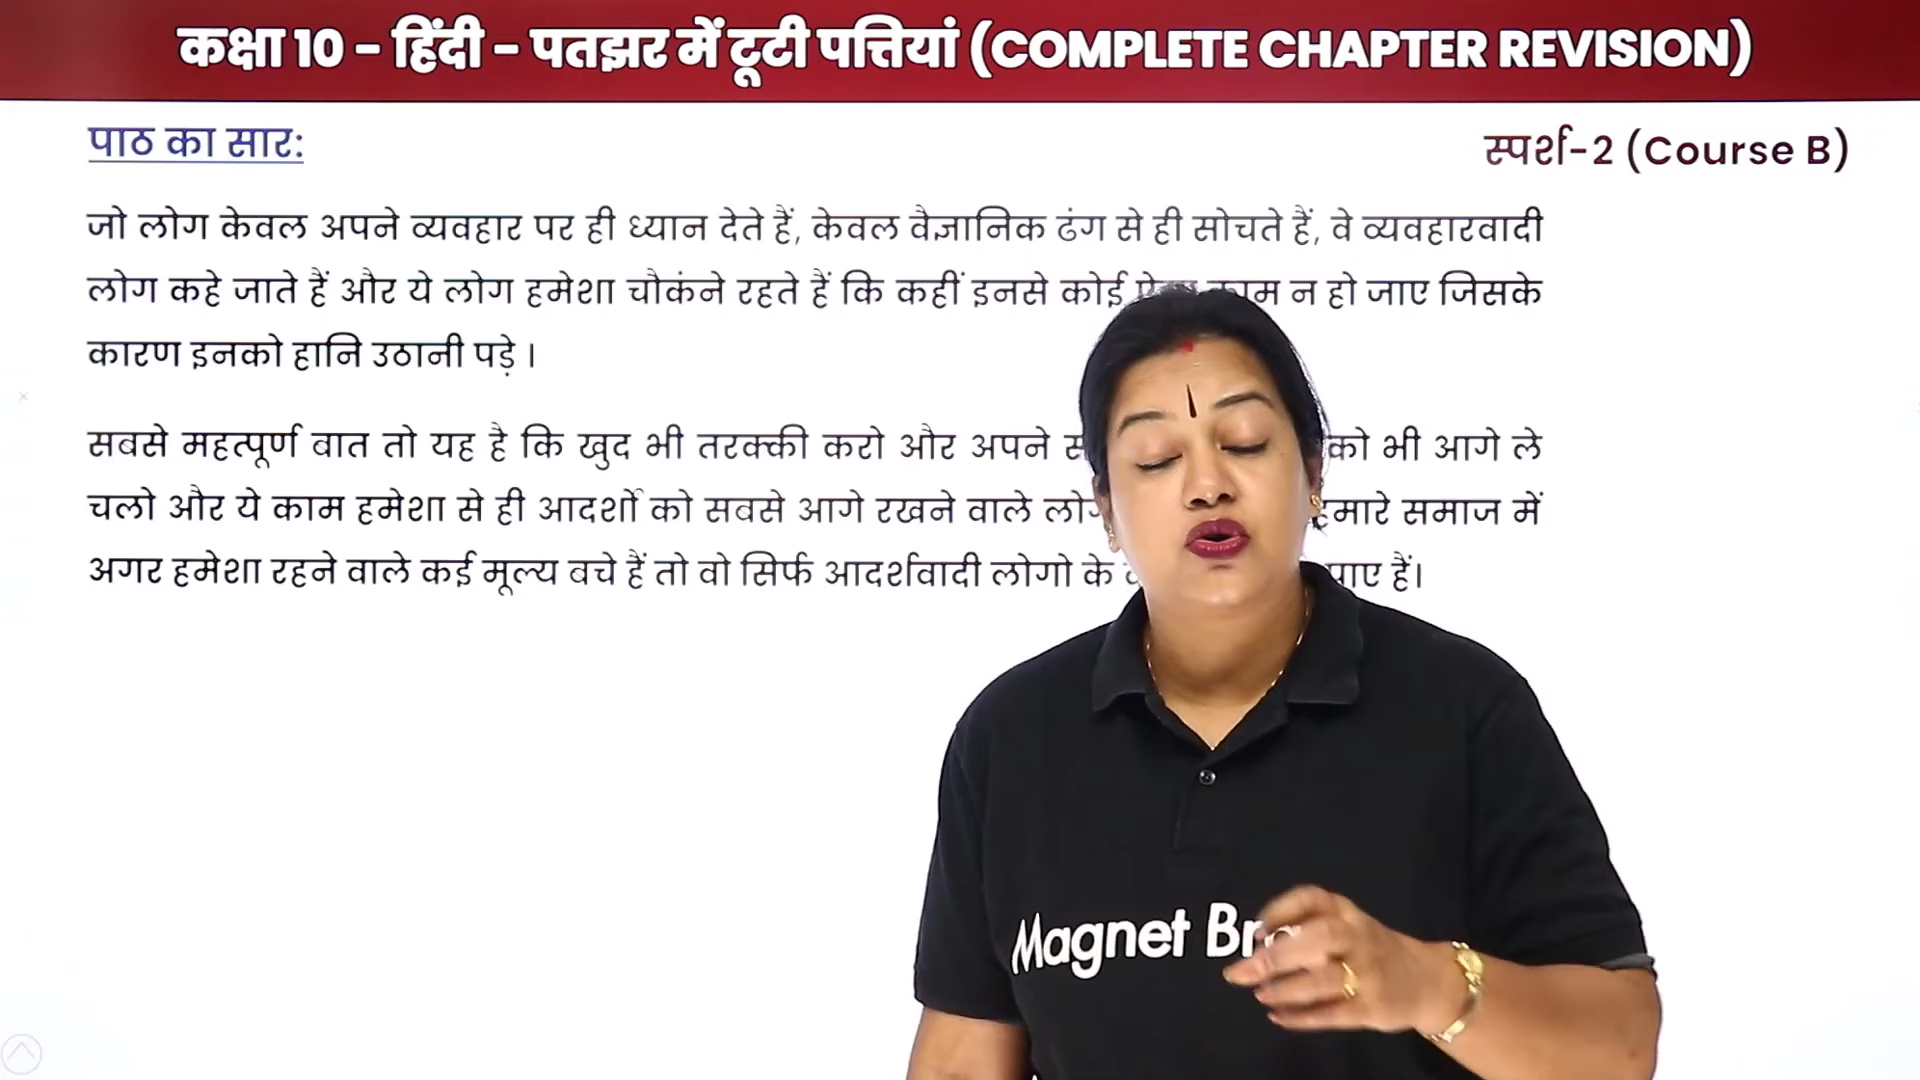 कक्षा 10 - हिंदी - पतझर में टूटी पत्तियां (COMPLETE CHAPTER REVISION)
पाठ का सार:
स्पर्श-2 (Course B)
जो लोग केवल अपने व्यवहार पर ही ध्यान देते हैं, केवल वैज्ञानिक ढंग से ही सोचते हैं, वे व्यवहारवादी
लोग कहे जाते हैं और ये लोग हमेशा चौकंने रहते हैं कि कहीं इनसे कोई काम न हो जाए जिसके
कारण इनको हानि उठानी पड़े ।
सबसे महत्पूर्ण बात तो यह है कि खुद भी तरक्की करो और अपने को भी आगे ले
चलो और ये काम हमेशा से ही आदर्शों को सबसे आगे रखने वाले हमारे समाज में
अगर हमेशा रहने वाले कई मूल्य बचे हैं तो वो सिर्फ आदर्शवादी लोगो के पाए हैं।
Magnet